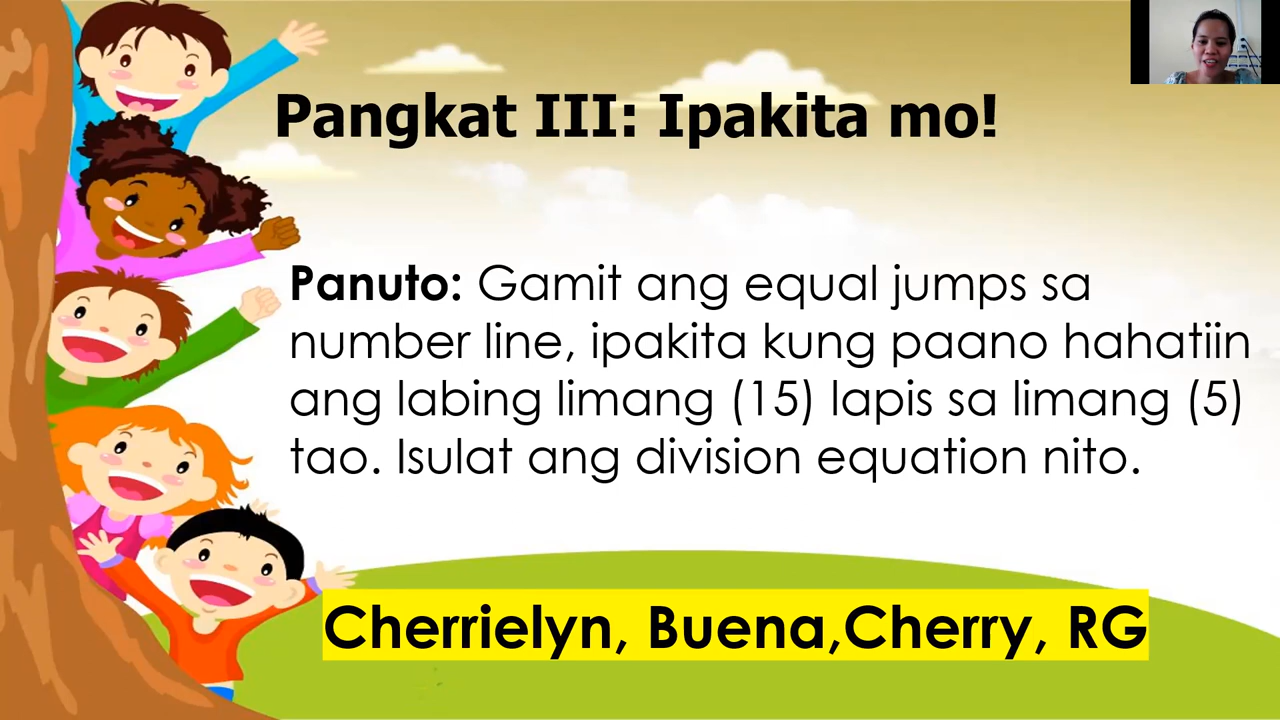 Pangkat III: Ipakita mo!
Panuto: Gamit ang equal jumps sa
number line, ipakita kung paano hahatiin
ang labing limang (15) lapis sa limang (5)
tao. Isulat ang division equation nito.
Cherrielyn, Buena,Cherry, RG